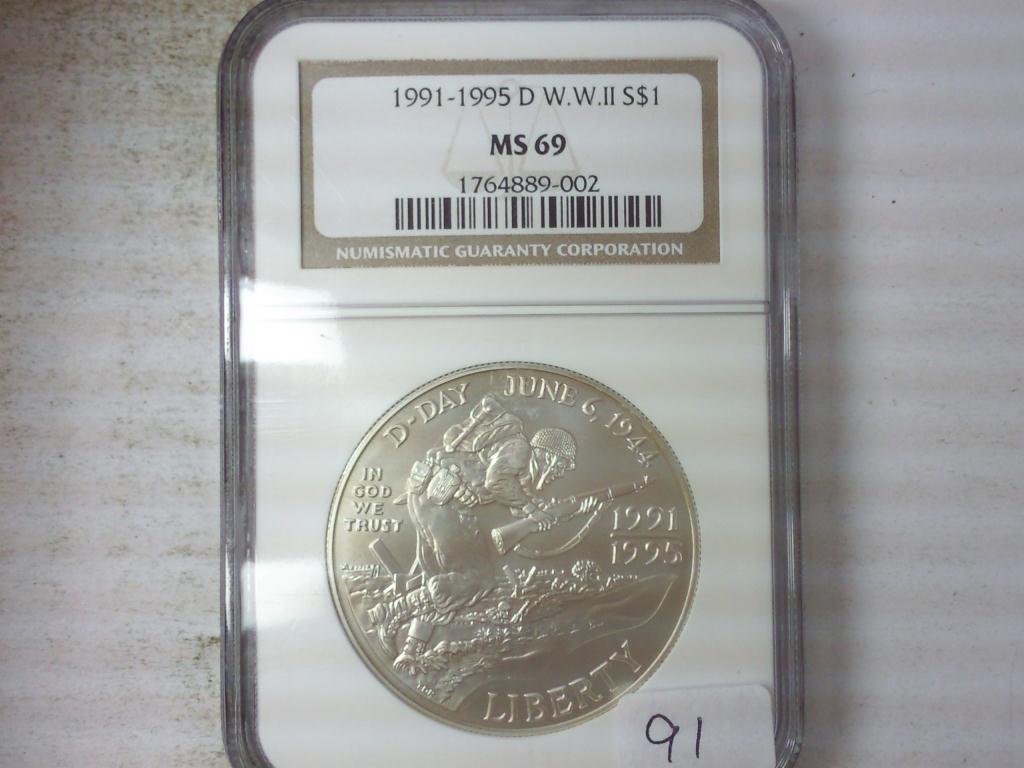 1991-1995 D W.W.II S$1
MS 69
1764889-002
NUMISMATIC GUARANTY CORPORATION
D-DAY JUNE 6, 1944
IN
GOD
WE
TRUST
1991
1995
LIBERTY
91